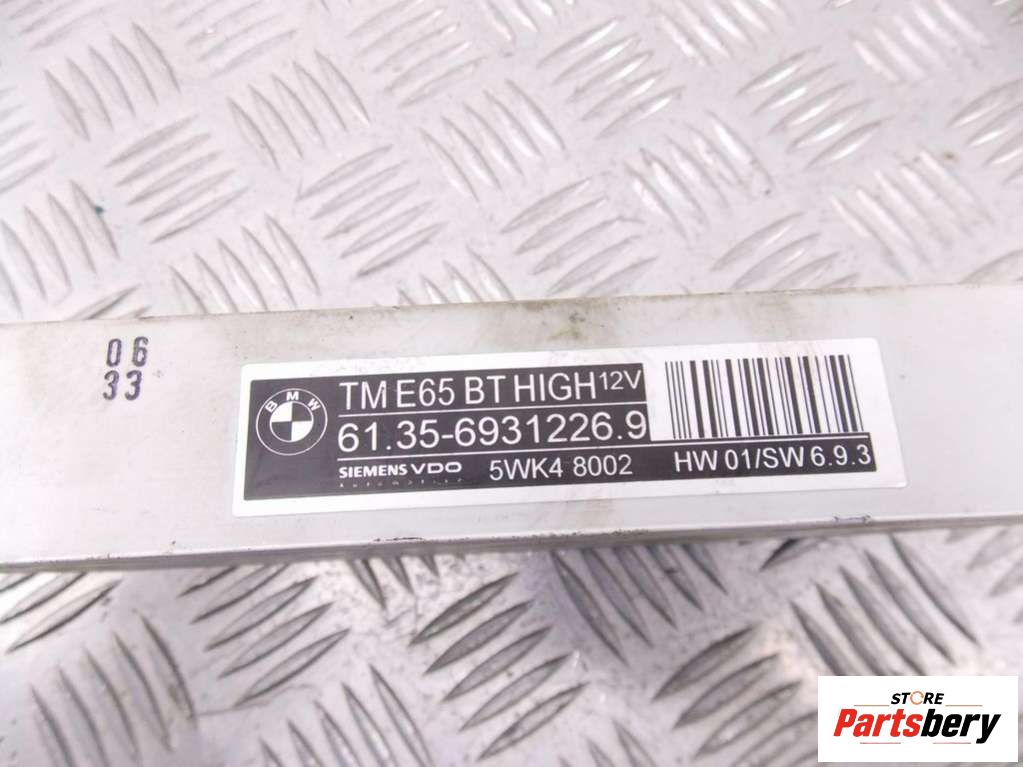 06
33
BMW
TM E65 BT HIGH 12V
61.35-6931226.9
SIEMENS VDO 5WK4 8002 HW 01/SW 6.9.3
Automotive
STORE
Partsbery